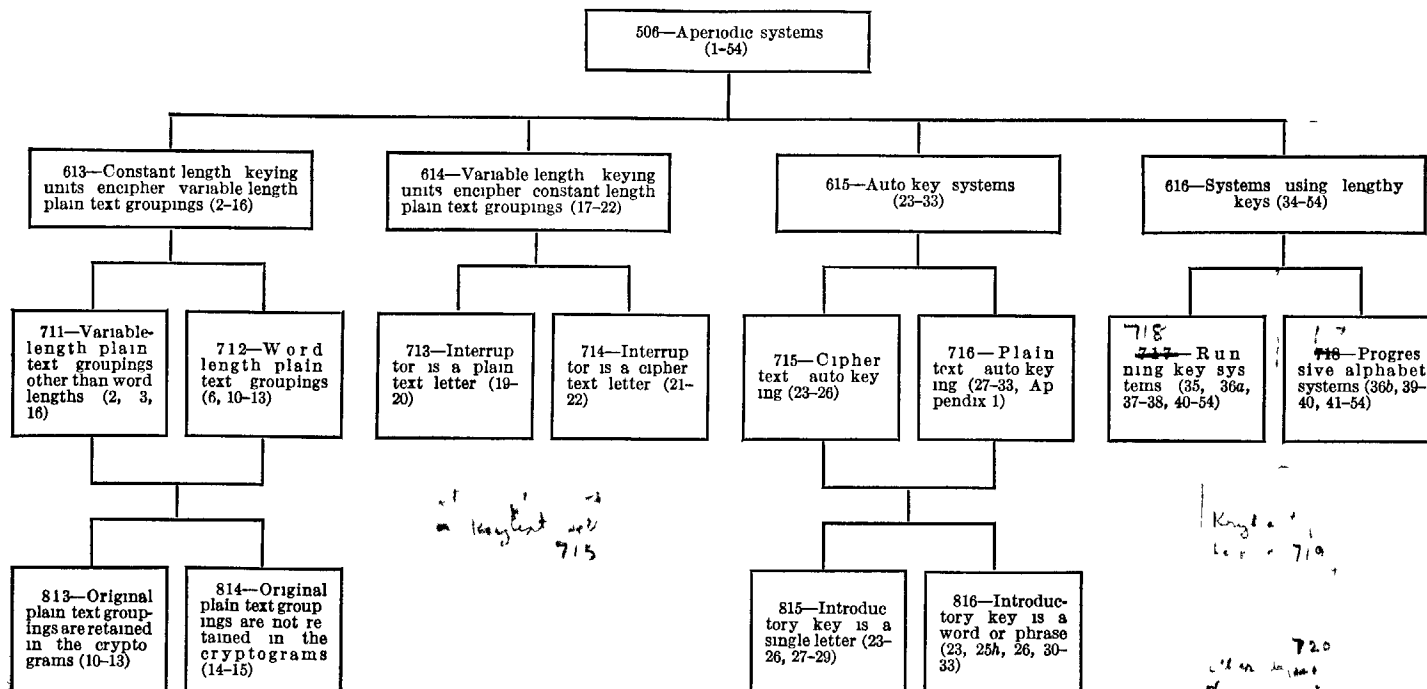 506—Aperiodic systems
(1-54)
613—Constant length keying
units encipher variable length
plain text groupings (2-16)
614—Variable length keying
units encipher constant length
plain text groupings (17-22)
615—Auto key systems
(23-33)
616—Systems using lengthy
keys (34-54)
711—Variable-
length plain
text groupings
other than word
lengths (2, 3,
16)
712—Word
length plain
text groupings
(6, 10-13)
713—Interrup
tor is a plain
text letter (19-
20)
714—Interrup
tor is a cipher
text letter (21-
22)
715—Cipher
text auto key
ing (23-26)
716—Plain
text auto key
ing (27-33, Ap
pendix 1)
718
717—Run
ning key sys
tems (35, 36a,
37-38, 40-54)
718—Progres
sive alphabet
systems (36b, 39-
40, 41-54)
Keytext
715
719
813—Original
plain text group-
ings are retained
in the crypto
grams (10-13)
814—Original
plain text group
ings are not re
tained in the
cryptograms
(14-15)
815—Introduc
tory key is a
single letter (23-
26, 27-29)
816—Introduc-
tory key is a
word or phrase
(23, 25h, 26, 30-
33)
720